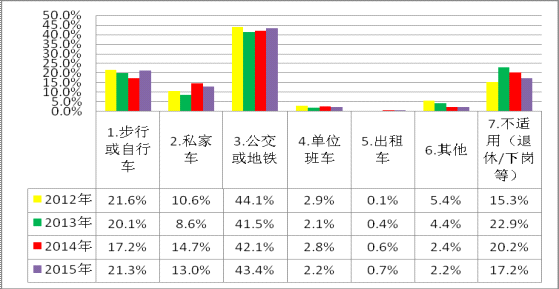 50.0%
45.0%
40.0%
35.0%
30.0%
25.0%
20.0%
15.0%
10.0%
5.0%
0.0%
1.步行或自行车 2.私家车 3.公交或地铁 4.单位班车 5.出租车 6.其他 7.不适用（退休/下岗等）
2012年 21.6% 10.6% 44.1% 2.9% 0.1% 5.4% 15.3%
2013年 20.1% 8.6% 41.5% 2.1% 0.4% 4.4% 22.9%
2014年 17.2% 14.7% 42.1% 2.8% 0.6% 2.4% 20.2%
2015年 21.3% 13.0% 43.4% 2.2% 0.7% 2.2% 17.2%